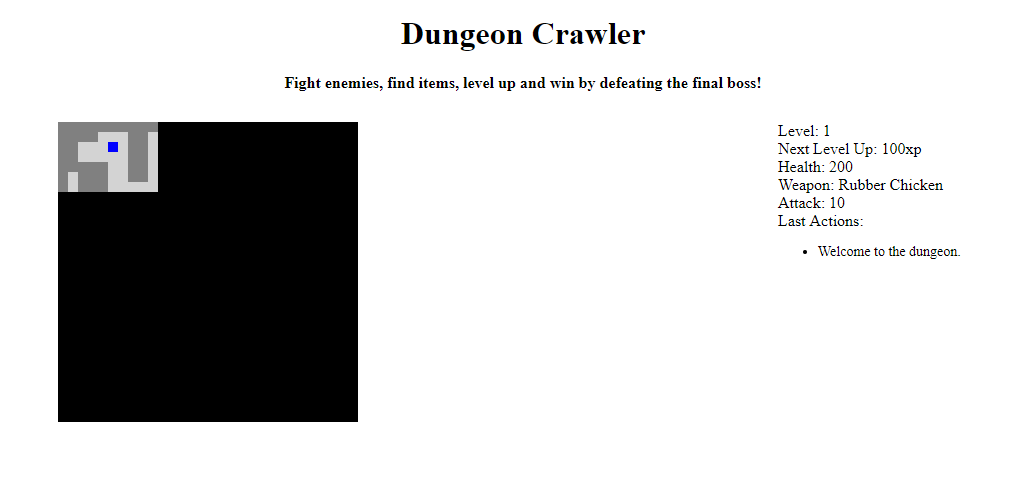 Dungeon Crawler
Fight enemies, find items, level up and win by defeating the final boss!
Level: 1
Next Level Up: 100xp
Health: 200
Weapon: Rubber Chicken
Attack: 10
Last Actions:
• Welcome to the dungeon.